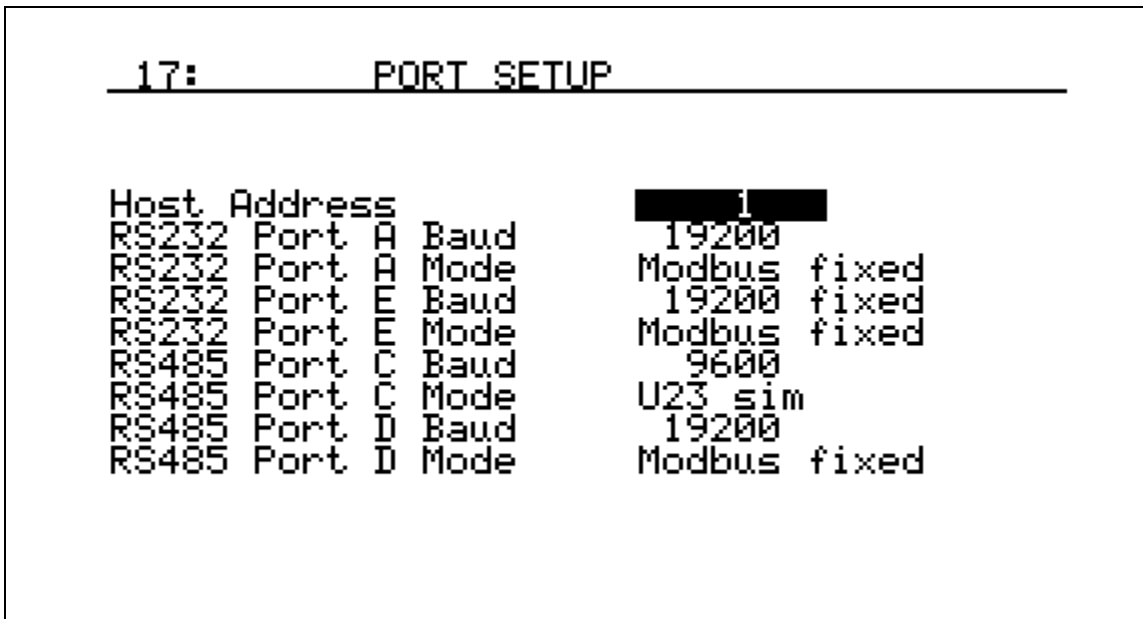 17: PORT SETUP
Host Address 1
RS232 Port A Baud 19200
RS232 Port A Mode Modbus fixed
RS232 Port E Baud 19200 fixed
RS232 Port E Mode Modbus fixed
RS485 Port C Baud 9600
RS485 Port C Mode U23 sim
RS485 Port D Baud 19200
RS485 Port D Mode Modbus fixed